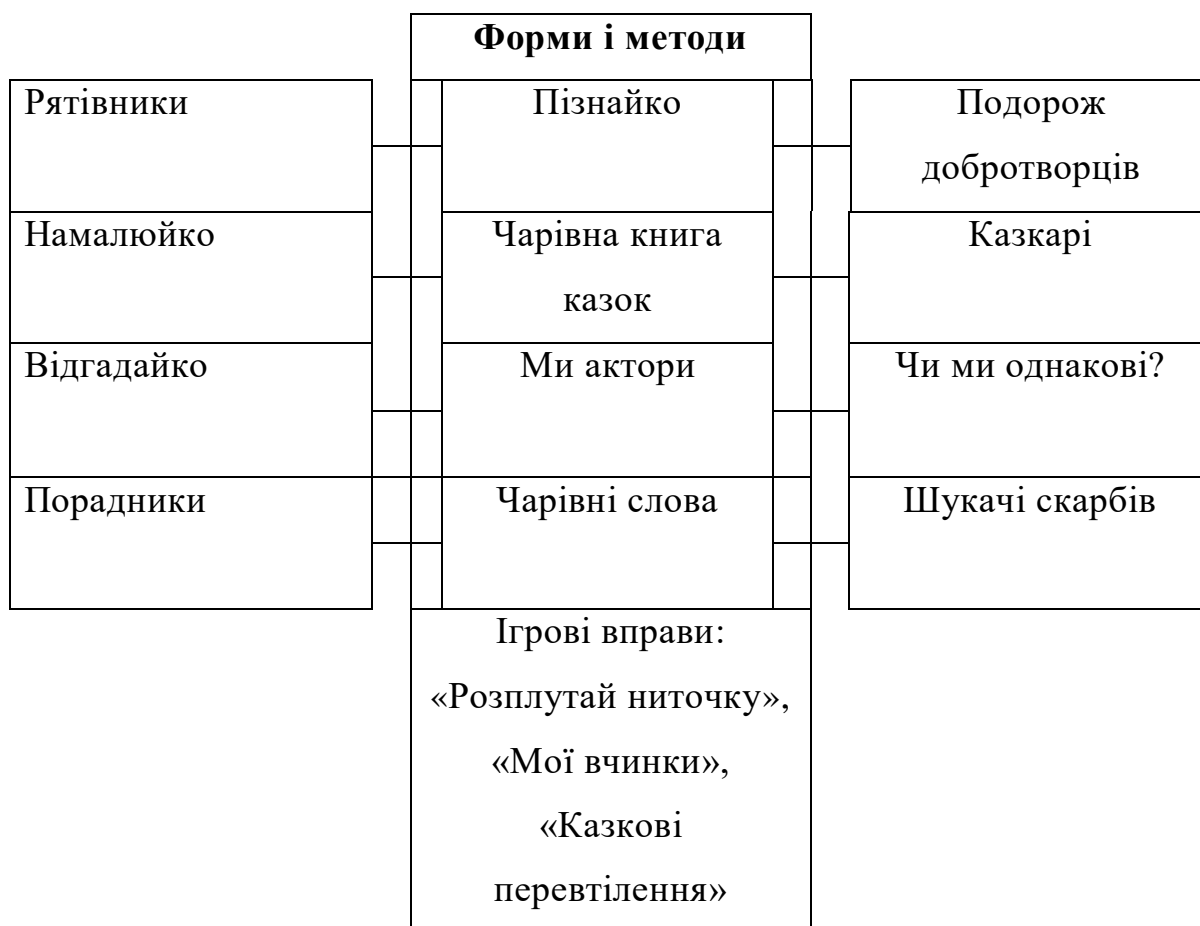 Форми і методи
Рятівники
Пізнайко
Подорож
добротворців
Намалюйко
Чарівна книга
казок
Казкарі
Відгадайко
Ми актори
Чи ми однакові?
Порадники
Чарівні слова
Шукачі скарбів
Ігрові вправи:
«Розплутай ниточку»,
«Мої вчинки»,
«Казкові
перевтілення»